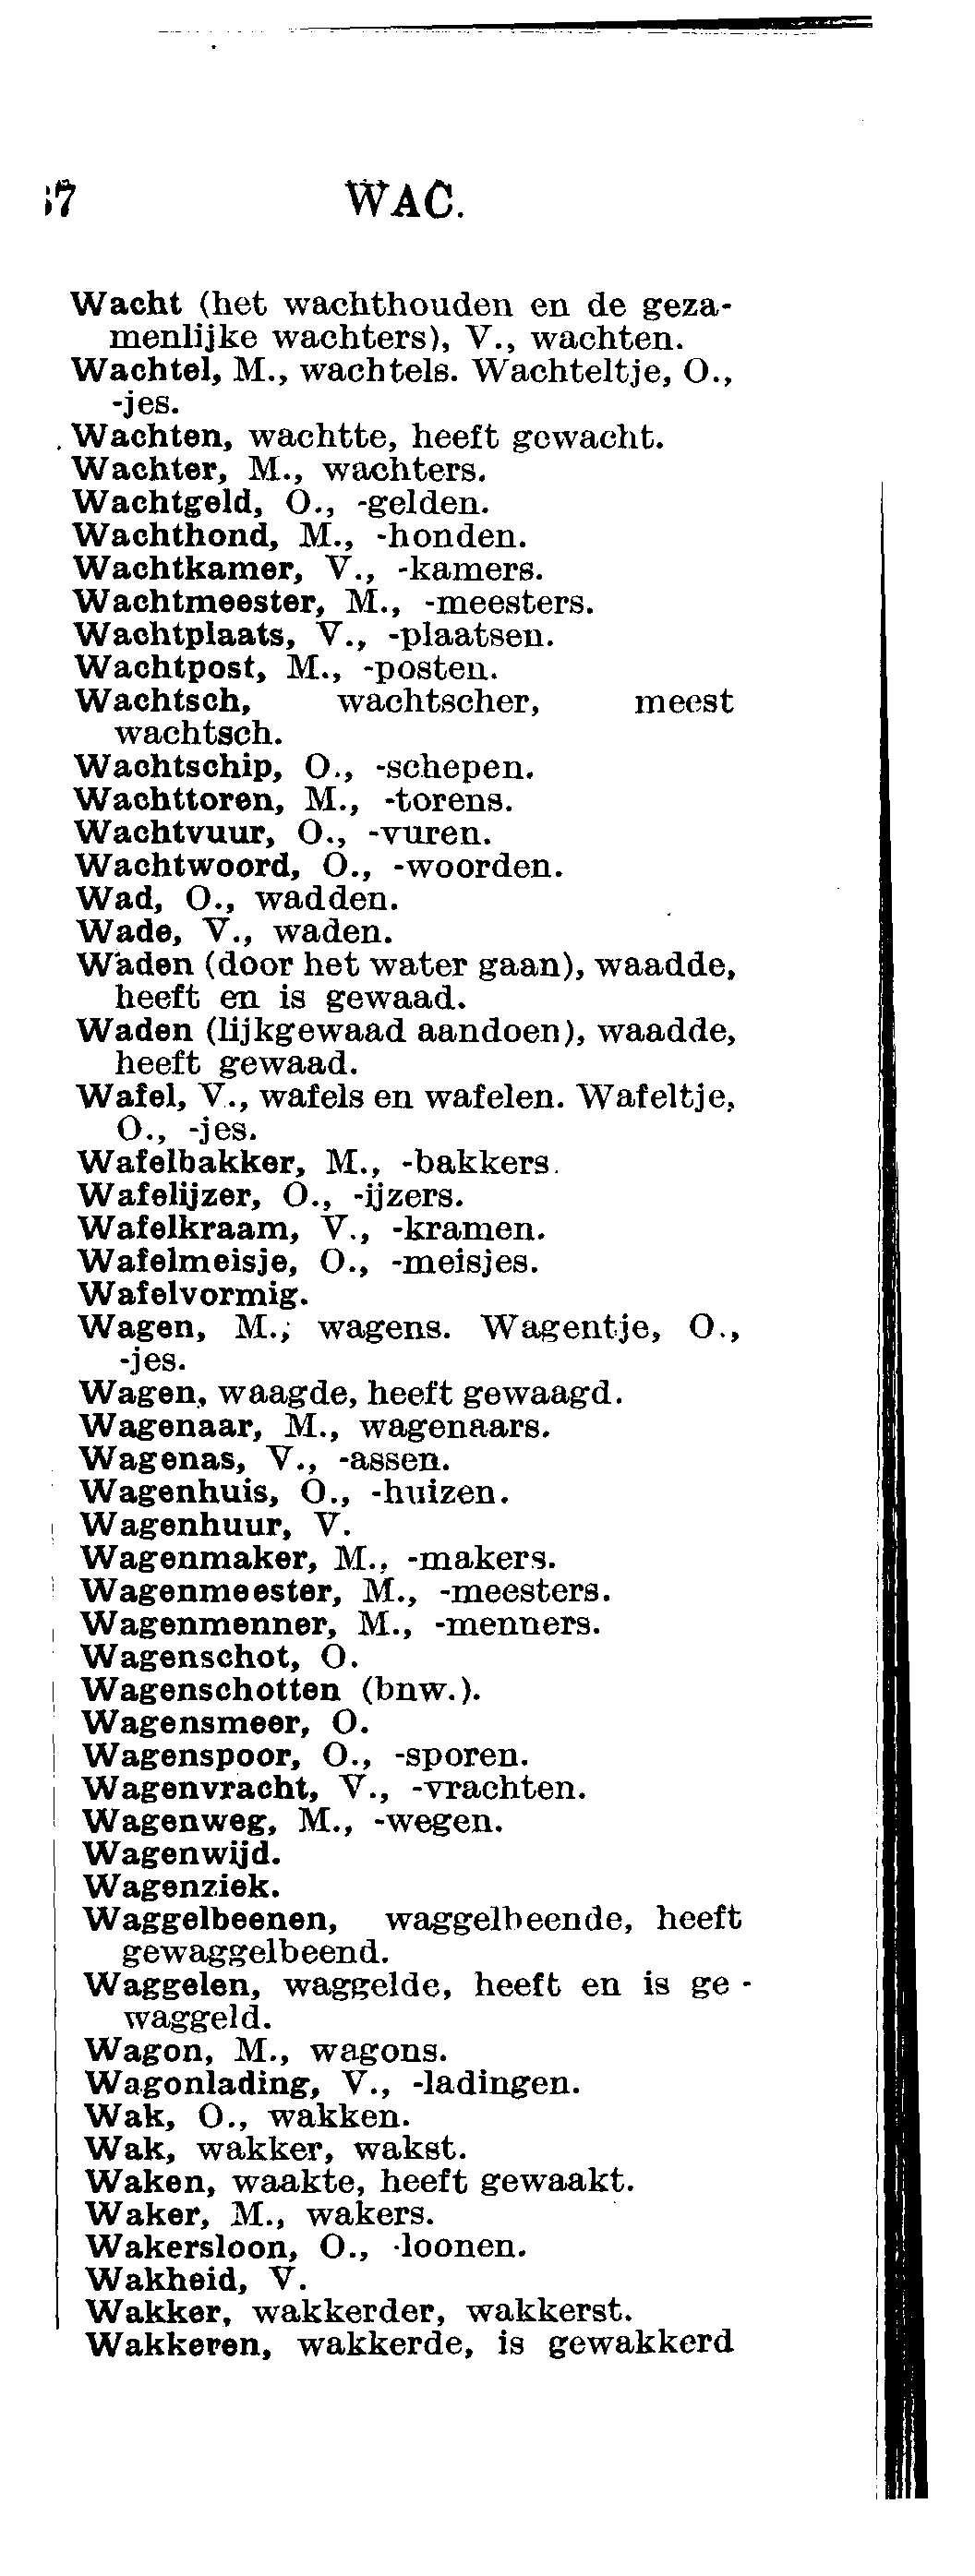 7 WAC.
Wacht (het wachthouden en de geza-
menlijke wachters), V., wachten.
Wachtel, M., wachtels. Wachteltje, O.,
-jes.
Wachten, wachtte, heeft gewacht.
Wachter, M., wachters.
Wachtgeld, O., -gelden.
Wachthond, M., -honden.
Wachtkamer, V., -kamers.
Wachtmeester, M., -meesters.
Wachtplaats, V., -plaatsen.
Wachtpost, M., -posten.
Wachtsch, wachtscher, meest
wachtsch.
Wachtschip, O., -schepen.
Wachttoren, M., -torens.
Wachtvuur, O., -vuren.
Wachtwoord, O., -woorden.
Wad, O., wadden.
Wade, V., waden.
Waden (door het water gaan), waadde,
heeft en is gewaad.
Waden (lijkgewaad aandoen), waadde,
heeft gewaad.
Wafel, V., wafels en wafelen. Wafeltje,
O., -jes.
Wafelbakker, M., -bakkers.
Wafelijzer, O., -ijzers.
Wafelkraam, V., -kramen.
Wafelmeisje, O., -meisjes.
Wafelvormig.
Wagen, M., wagens. Wagentje, O.,
-jes.
Wagen, waagde, heeft gewaagd.
Wagenaar, M., wagenaars.
Wagenas, V., -assen.
Wagenhuis, O., -huizen.
Wagenhuur, V.
Wagenmaker, M., -makers.
Wagenmeester, M., -meesters.
Wagenmenner, M., -menners.
Wagenschot, O.
Wagenschotten (bnw.).
Wagensmeer, O.
Wagenspoor, O., -sporen.
Wagenvracht, V., -vrachten.
Wagenweg, M., -wegen.
Wagenwijd.
Wagenziek.
Waggelbeenen, waggelbeende, heeft
gewaggelbeend.
Waggelen, waggelde, heeft en is ge-
waggeld.
Wagon, M., wagons.
Wagonlading, V., -ladingen.
Wak, O., wakken.
Wak, wakker, wakst.
Waken, waakte, heeft gewaakt.
Waker, M., wakers.
Wakersloon, O., -loonen.
Wakheid, V.
Wakker, wakkerder, wakkerst.
Wakkeren, wakkerde, is gewakkerd